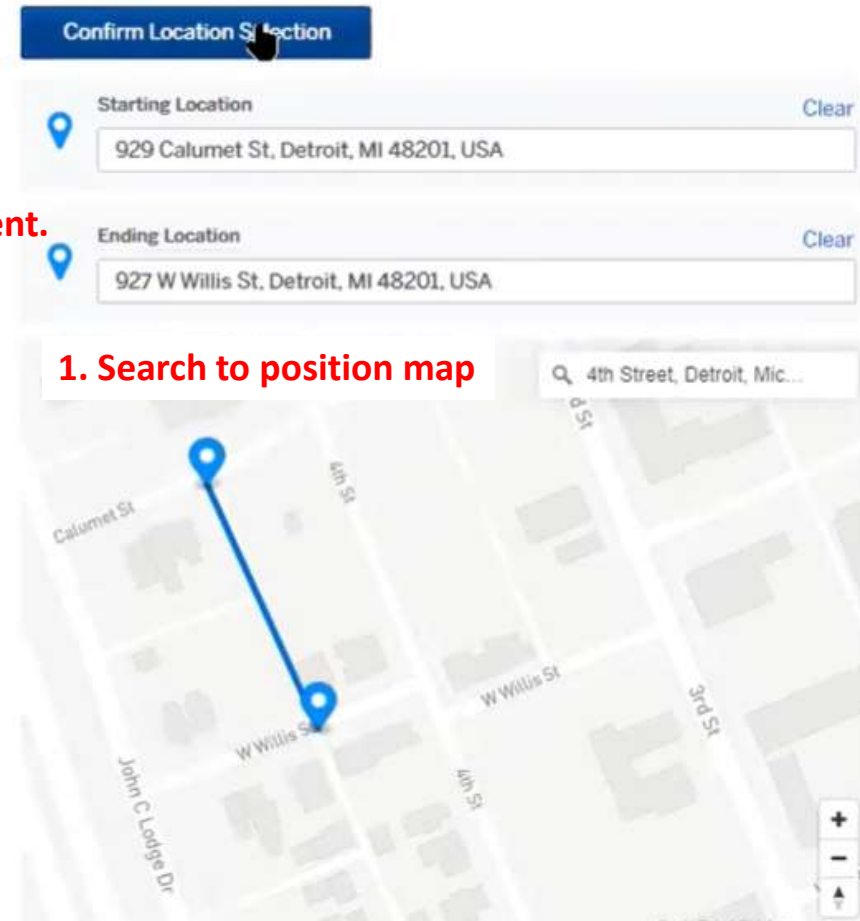 Confirm Location Selection
Starting Location
Clear
929 Calumet St, Detroit, MI 48201, USA
ent.
Ending Location
Clear
927 W Willis St, Detroit, MI 48201, USA
1. Search to position map
4th Street, Detroit, Mic...
d St
4th St
Calumet St
W Willis St
3rd St
W Willis St
John C Lodge Dr
4th St
+
−